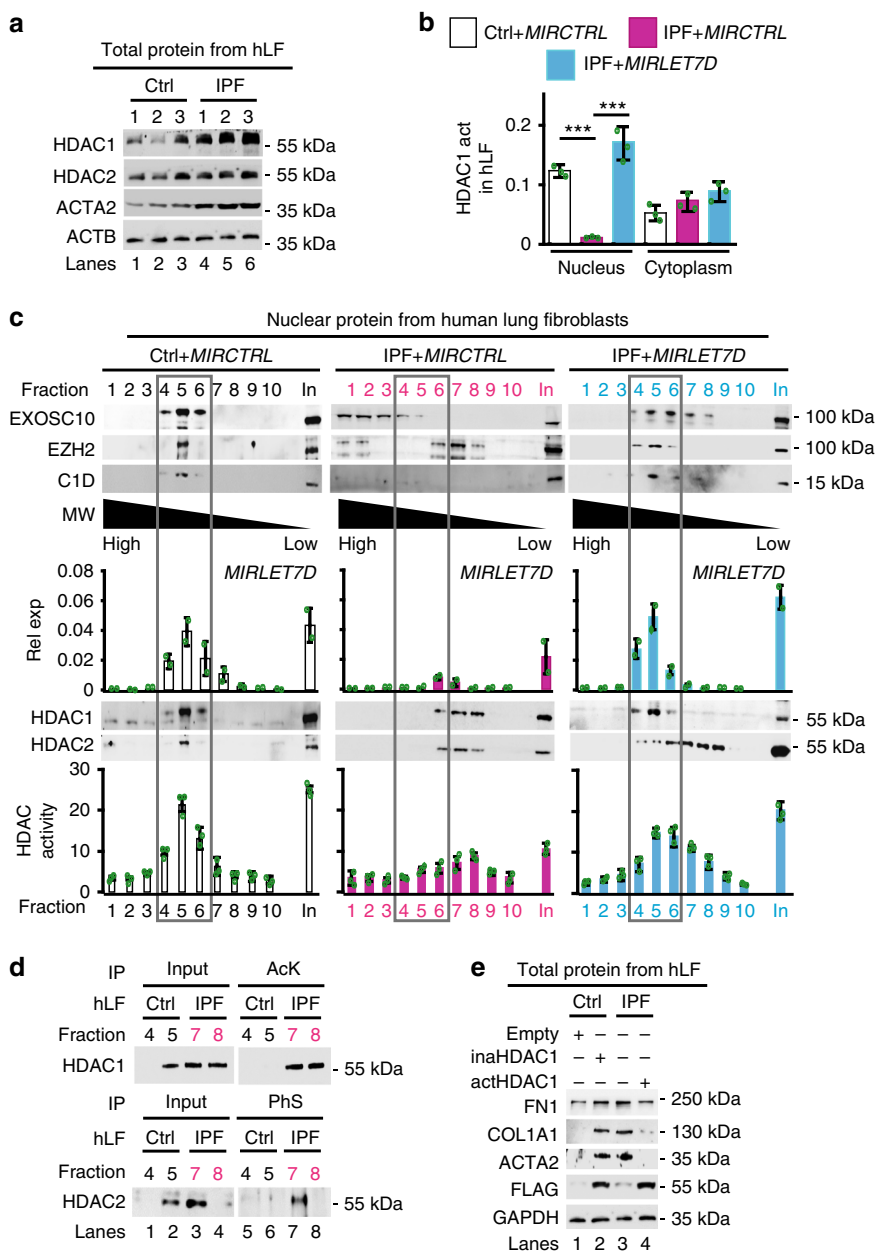 a
Total protein from hLF
Ctrl IPF
1 2 3 1 2 3
HDAC1 - 55 kDa
HDAC2 - 55 kDa
ACTA2 - 35 kDa
ACTB - 35 kDa
Lanes 1 2 3 4 5 6
b
Ctrl+MIRCTRL IPF+MIRCTRL
IPF+MIRLET7D
HDAC1 act
in hLF
0.2
0.1
0
*** ***
Nucleus Cytoplasm
c
Nuclear protein from human lung fibroblasts
Ctrl+MIRCTRL IPF+MIRCTRL IPF+MIRLET7D
Fraction 1 2 3 4 5 6 7 8 9 10 In 1 2 3 4 5 6 7 8 9 10 In 1 2 3 4 5 6 7 8 9 10 In
EXOSC10 - 100 kDa
EZH2 - 100 kDa
C1D - 15 kDa
MW
High Low High Low High Low
MIRLET7D MIRLET7D MIRLET7D
Rel exp
0.08
0.06
0.04
0.02
0
HDAC1 - 55 kDa
HDAC2 - 55 kDa
HDAC
activity
30
20
10
0
Fraction 1 2 3 4 5 6 7 8 9 10 In 1 2 3 4 5 6 7 8 9 10 In 1 2 3 4 5 6 7 8 9 10 In
d
IP Input AcK
hLF Ctrl IPF Ctrl IPF
Fraction 4 5 7 8 4 5 7 8
HDAC1 - 55 kDa
IP Input PhS
hLF Ctrl IPF Ctrl IPF
Fraction 4 5 7 8 4 5 7 8
HDAC2 - 55 kDa
Lanes 1 2 3 4 5 6 7 8
e
Total protein from hLF
Ctrl IPF
Empty + – – –
inaHDAC1 – + – –
actHDAC1 – – – +
FN1 - 250 kDa
COL1A1 - 130 kDa
ACTA2 - 35 kDa
FLAG - 55 kDa
GAPDH - 35 kDa
Lanes 1 2 3 4